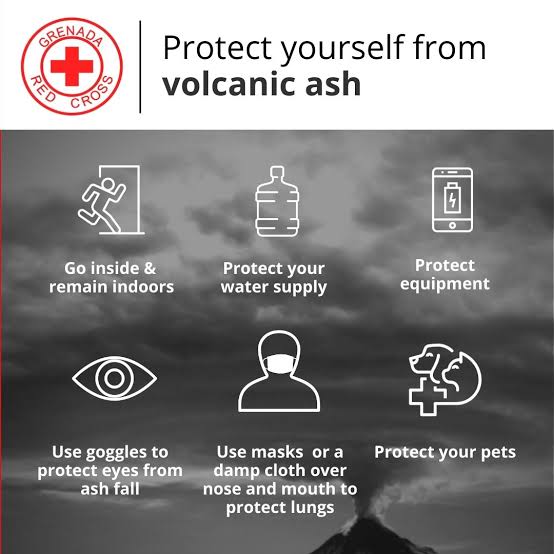 GRENADA
RED CROSS
Protect yourself from
volcanic ash
Go inside &
remain indoors
Protect your
water supply
Protect
equipment
Use goggles to
protect eyes from
ash fall
Use masks or a
damp cloth over
nose and mouth to
protect lungs
Protect your pets